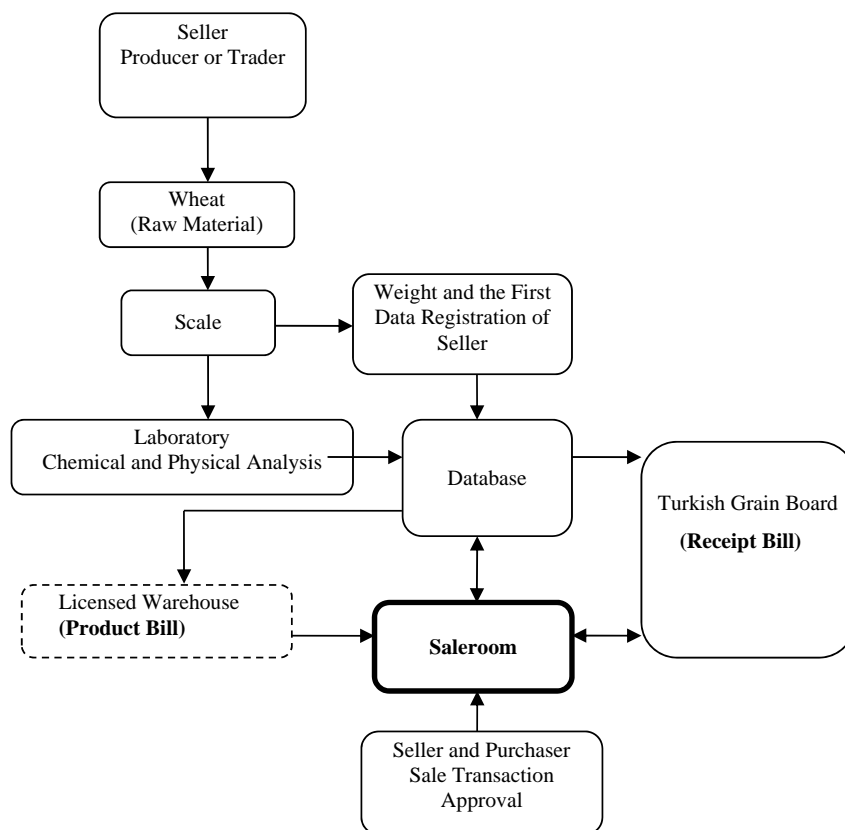 Seller
Producer or Trader
Wheat
(Raw Material)
Scale
Weight and the First
Data Registration of
Seller
Laboratory
Chemical and Physical Analysis
Database
Turkish Grain Board
(Receipt Bill)
Licensed Warehouse
(Product Bill)
Saleroom
Seller and Purchaser
Sale Transaction
Approval